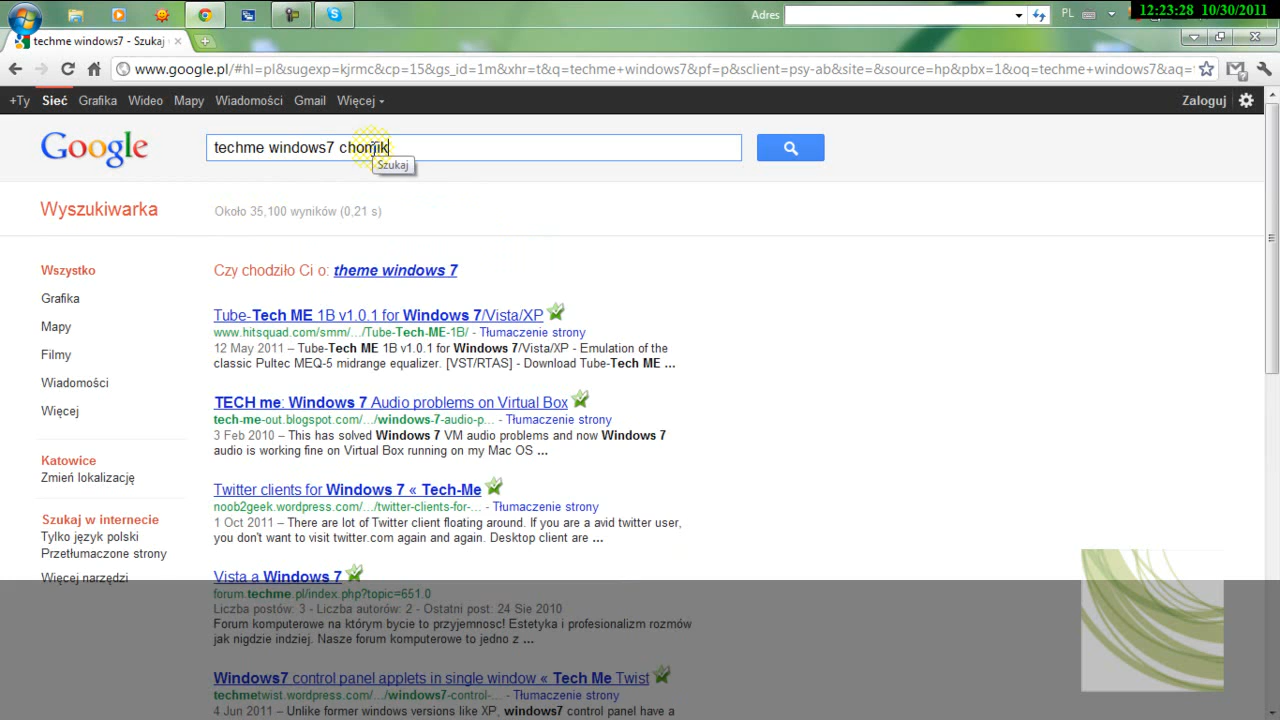 Adres
PL
12:23:28 10/30/2011
techme windows7 - Szukaj
www.google.pl/#hl=pl&sugexp=kjrmc&cp=15&gs_id=1m&xhr=t&q=techme+windows7&pf=p&sclient=psy-ab&site=&source=hp&pbx=1&oq=techme+windows7&aq=
+Ty Sieć Grafika Wideo Mapy Wiadomości Gmail Więcej
Zaloguj
Google
techme windows7 chomik
Szukaj
Wyszukiwarka
Około 35,100 wyników (0,21 s)
Wszystko
Grafika
Mapy
Filmy
Wiadomości
Więcej
Katowice
Zmień lokalizację
Szukaj w internecie
Tylko język polski
Przetłumaczone strony
Więcej narzędzi
Czy chodziło Ci o: theme windows 7
Tube-Tech ME 1B v1.0.1 for Windows 7/Vista/XP
www.hitsquad.com/smm/.../Tube-Tech-ME-1B/ - Tłumaczenie strony
12 May 2011 – Tube-Tech ME 1B v1.0.1 for Windows 7/Vista/XP - Emulation of the
classic Pultec MEQ-5 midrange equalizer. [VST/RTAS] - Download Tube-Tech ME ...
TECH me: Windows 7 Audio problems on Virtual Box
tech-me-out.blogspot.com/.../windows-7-audio-p... - Tłumaczenie strony
3 Feb 2010 – This has solved Windows 7 VM audio problems and now Windows 7
audio is working fine on Virtual Box running on my Mac OS ...
Twitter clients for Windows 7 « Tech-Me
noob2geek.wordpress.com/.../twitter-clients-for-... - Tłumaczenie strony
1 Oct 2011 – There are lot of Twitter client floating around. If you are a avid twitter user,
you don't want to visit twitter.com again and again. Desktop client are ...
Vista a Windows 7
forum.techme.pl/index.php?topic=651.0
Liczba postów: 3 - Liczba autorów: 2 - Ostatni post: 24 Sie 2010
Forum komputerowe na którym bycie to przyjemnosc! Estetyka i profesjonalizm rozmów
jak nigdzie indziej. Nasze forum komputerowe to jedno z ...
Windows7 control panel applets in single window « Tech Me Twist
techmetwist.wordpress.com/.../windows7-control-... - Tłumaczenie strony
4 Jun 2011 – Unlike former windows versions like XP, windows7 control panel have a